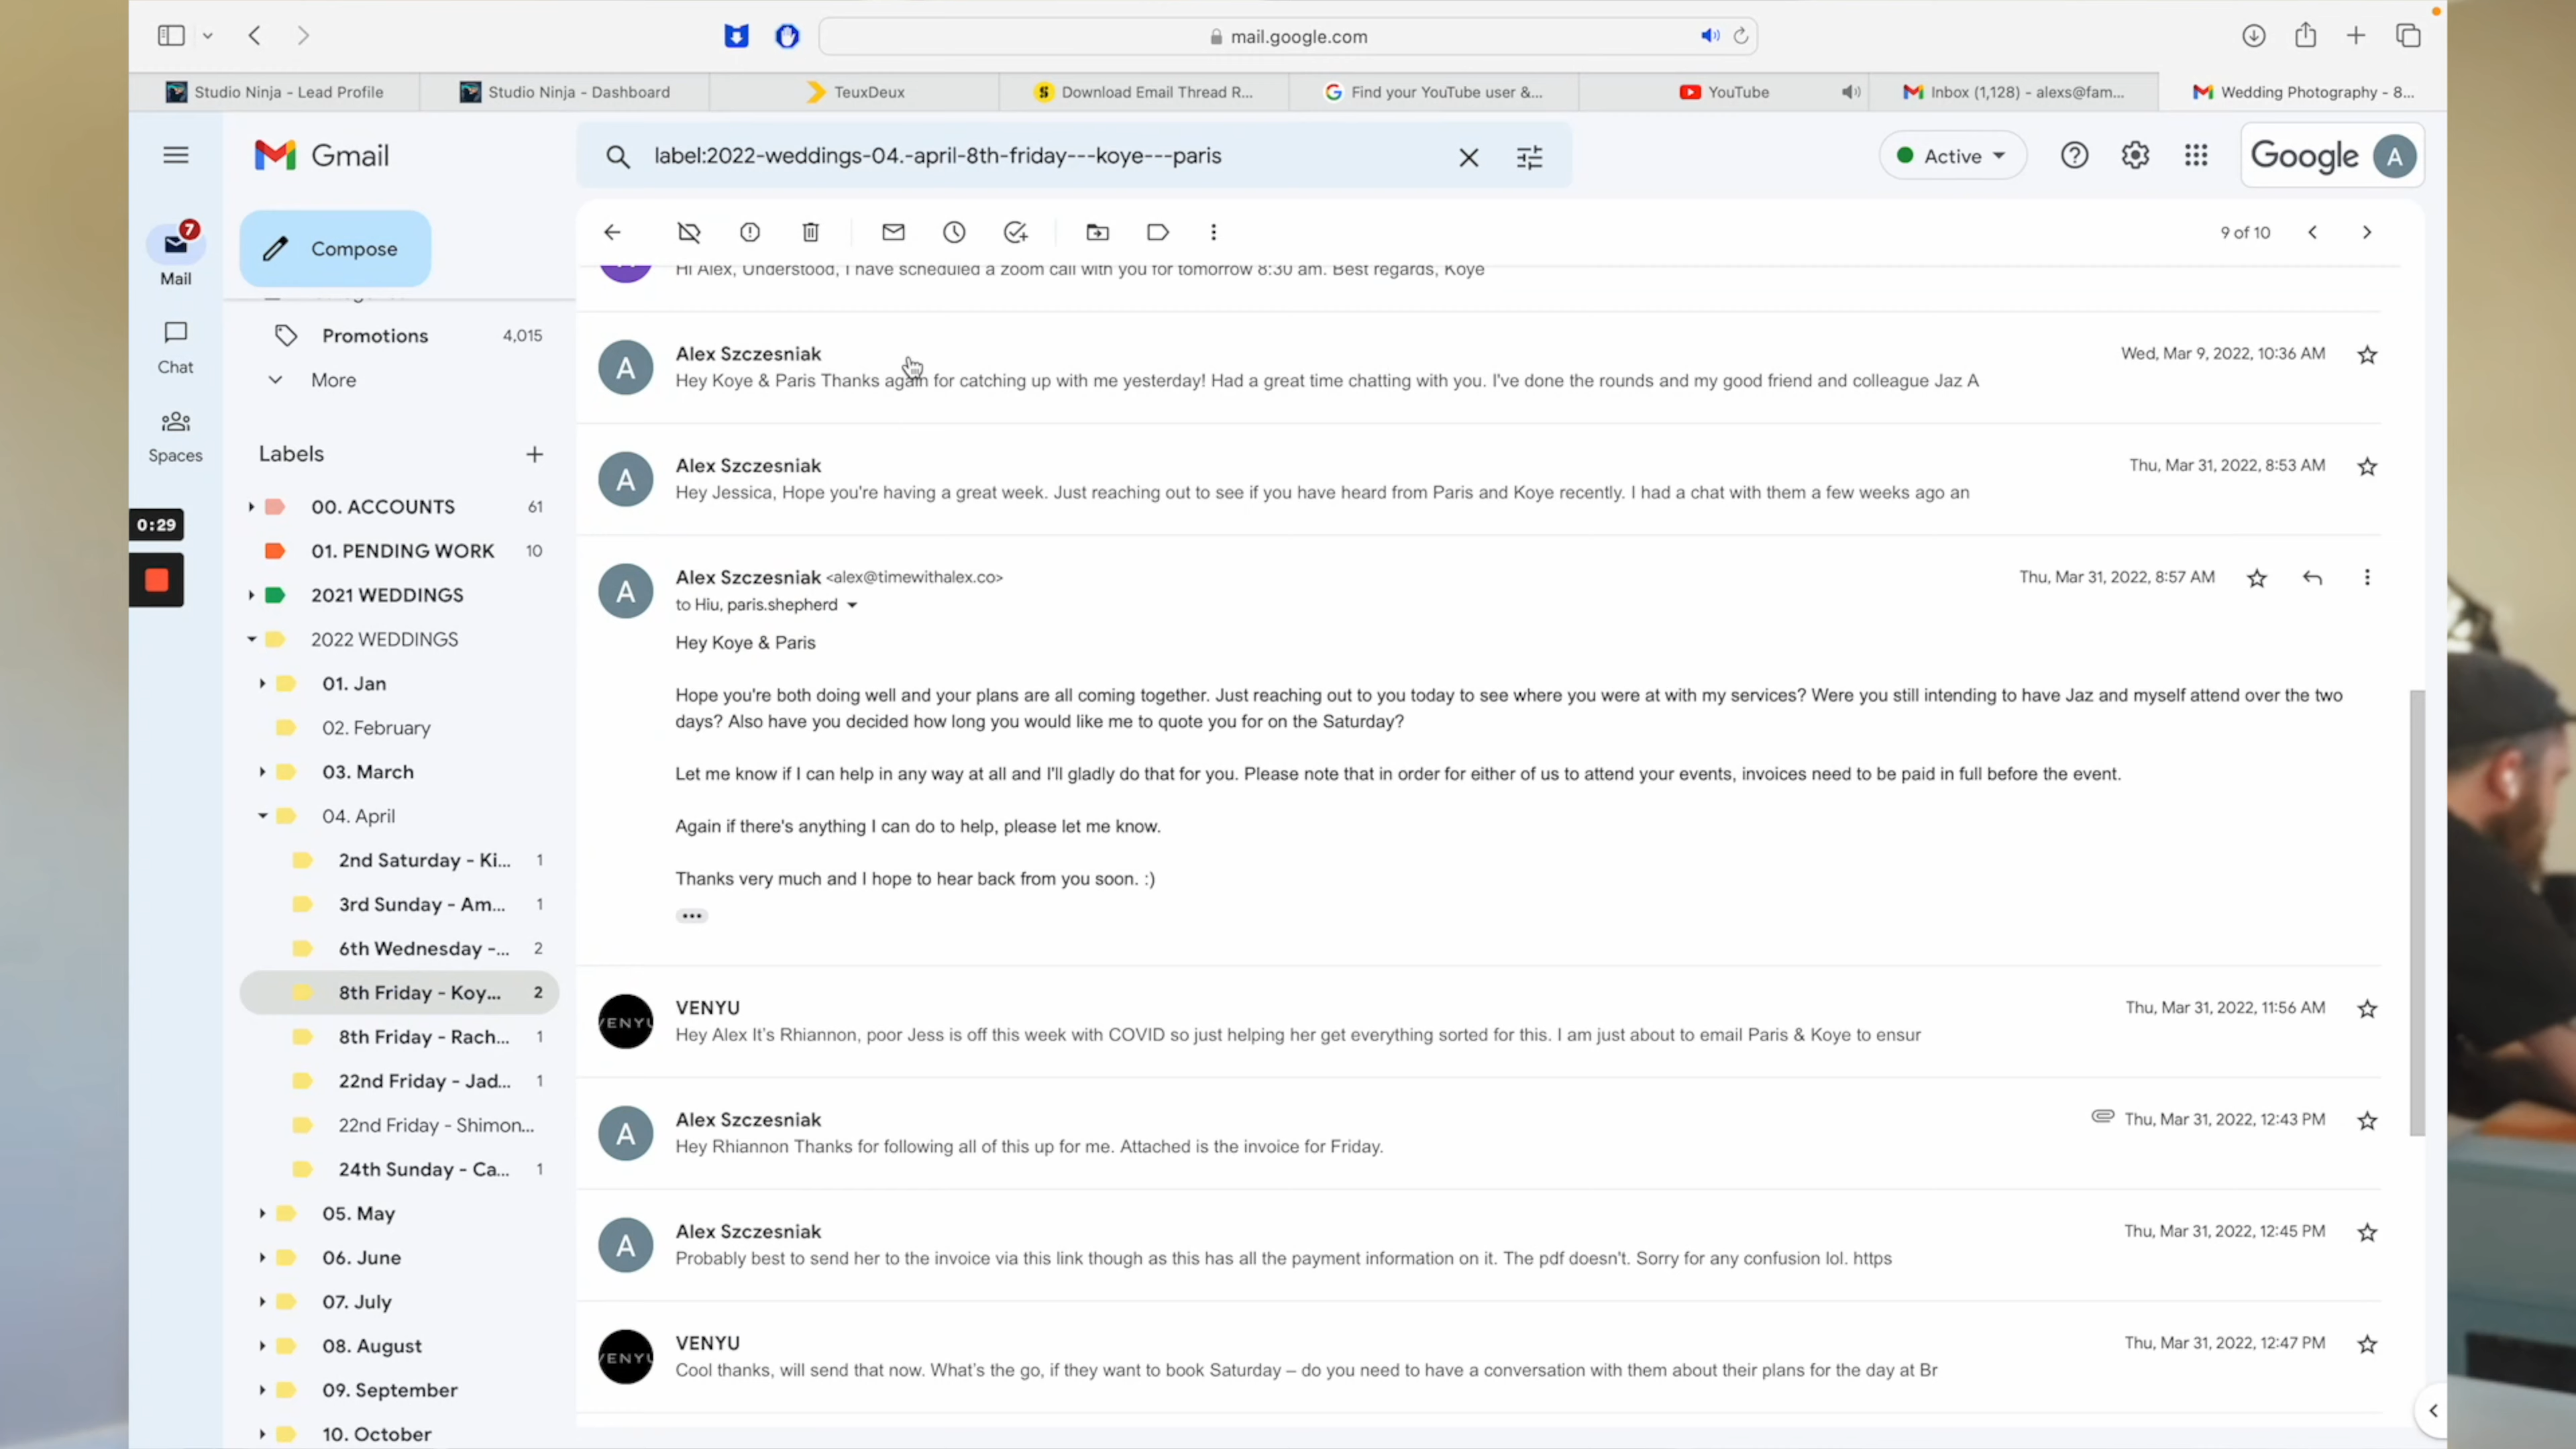 mail.google.com
Studio Ninja - Lead Profile
Studio Ninja - Dashboard
TeuxDeux
Download Email Thread R...
Find your YouTube user &...
YouTube
Inbox (1,128) - alexs@fam...
Wedding Photography - 8...
Gmail
label:2022-weddings-04.-april-8th-friday---koye---paris
Active
Google
A
7
Mail
Chat
Spaces
0:29
Compose
Promotions 4,015
More
Labels
00. ACCOUNTS 61
01. PENDING WORK 10
2021 WEDDINGS
2022 WEDDINGS
01. Jan
02. February
03. March
04. April
2nd Saturday - Ki... 1
3rd Sunday - Am... 1
6th Wednesday -... 2
8th Friday - Koy... 2
8th Friday - Rach... 1
22nd Friday - Jad... 1
22nd Friday - Shimon...
24th Sunday - Ca... 1
05. May
06. June
07. July
08. August
09. September
10. October
9 of 10
Hi Alex, Understood, I have scheduled a zoom call with you for tomorrow 8:30 am. Best regards, Koye
A
Alex Szczesniak
Wed, Mar 9, 2022, 10:36 AM
Hey Koye & Paris Thanks again for catching up with me yesterday! Had a great time chatting with you. I've done the rounds and my good friend and colleague Jaz A
A
Alex Szczesniak
Thu, Mar 31, 2022, 8:53 AM
Hey Jessica, Hope you're having a great week. Just reaching out to see if you have heard from Paris and Koye recently. I had a chat with them a few weeks ago an
A
Alex Szczesniak <alex@timewithalex.co>
Thu, Mar 31, 2022, 8:57 AM
to Hiu, paris.shepherd
Hey Koye & Paris
Hope you're both doing well and your plans are all coming together. Just reaching out to you today to see where you were at with my services? Were you still intending to have Jaz and myself attend over the two
days? Also have you decided how long you would like me to quote you for on the Saturday?
Let me know if I can help in any way at all and I'll gladly do that for you. Please note that in order for either of us to attend your events, invoices need to be paid in full before the event.
Again if there's anything I can do to help, please let me know.
Thanks very much and I hope to hear back from you soon. :)
VENYU
VENYU
Thu, Mar 31, 2022, 11:56 AM
Hey Alex It's Rhiannon, poor Jess is off this week with COVID so just helping her get everything sorted for this. I am just about to email Paris & Koye to ensur
A
Alex Szczesniak
Thu, Mar 31, 2022, 12:43 PM
Hey Rhiannon Thanks for following all of this up for me. Attached is the invoice for Friday.
A
Alex Szczesniak
Thu, Mar 31, 2022, 12:45 PM
Probably best to send her to the invoice via this link though as this has all the payment information on it. The pdf doesn't. Sorry for any confusion lol. https
VENYU
VENYU
Thu, Mar 31, 2022, 12:47 PM
Cool thanks, will send that now. What's the go, if they want to book Saturday – do you need to have a conversation with them about their plans for the day at Br